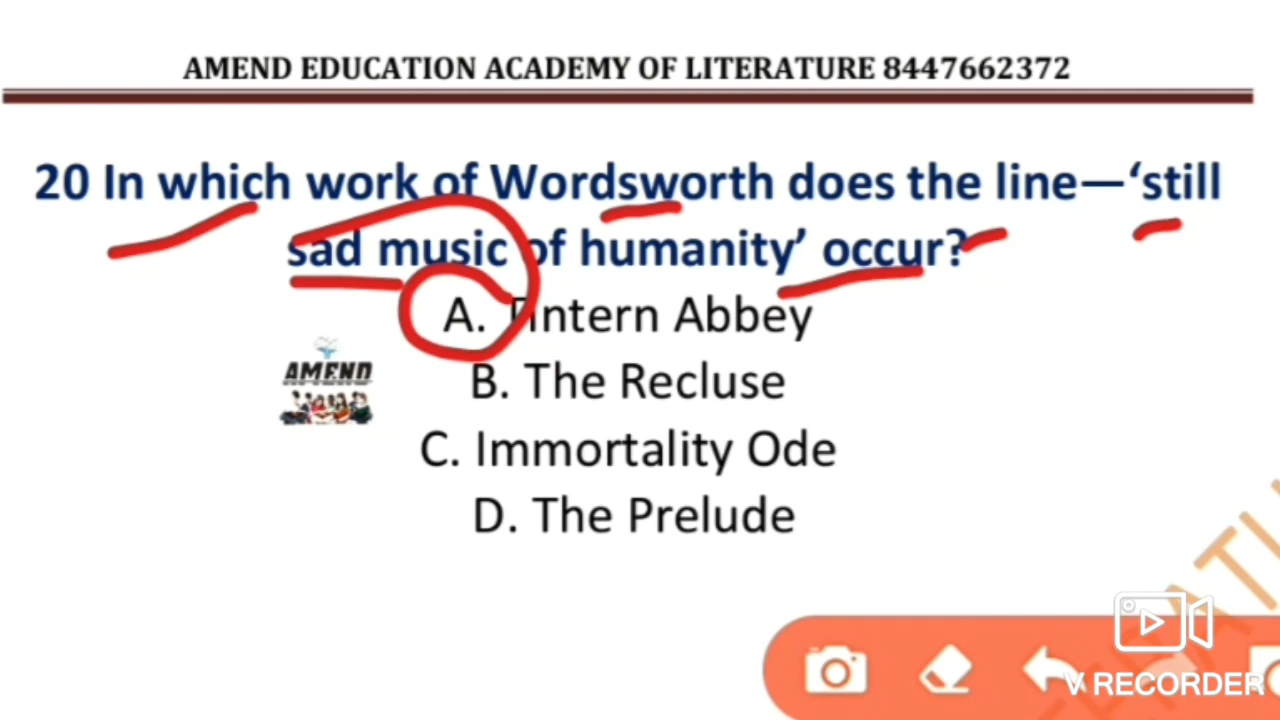 AMEND EDUCATION ACADEMY OF LITERATURE 8447662372
20 In which work of Wordsworth does the line—‘still
sad music of humanity’ occur?
A. Tintern Abbey
AMEND
B. The Recluse
C. Immortality Ode
D. The Prelude
V RECORDER